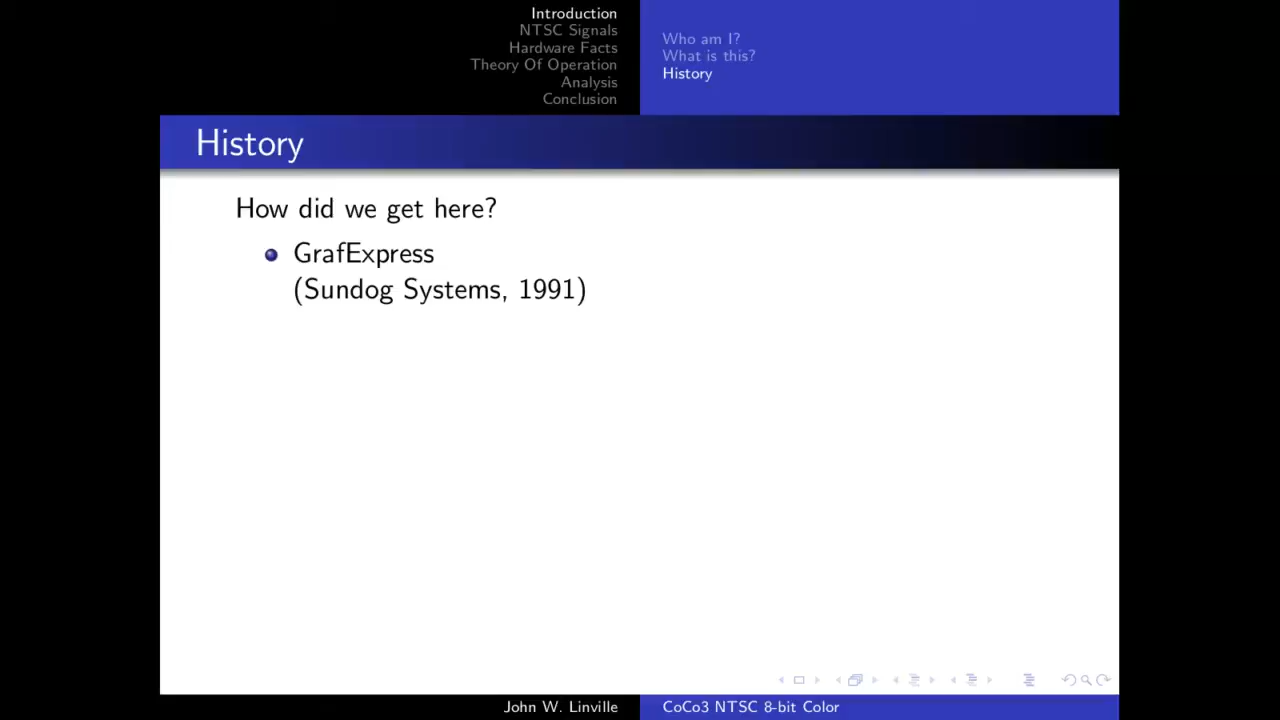 Introduction
NTSC Signals
Hardware Facts
Theory Of Operation
Analysis
Conclusion
Who am I?
What is this?
History
History
How did we get here?
GrafExpress
(Sundog Systems, 1991)
John W. Linville
CoCo3 NTSC 8-bit Color